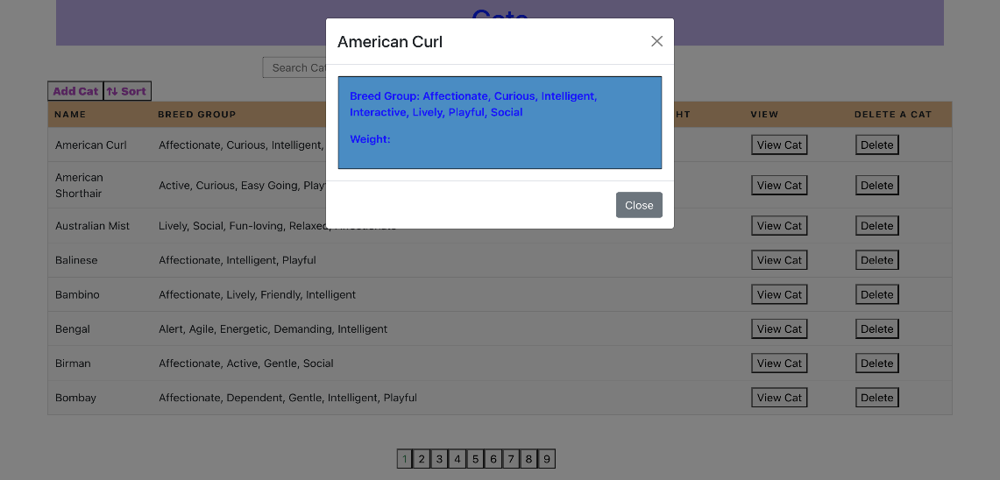 Cats
American Curl
Search Cat
Breed Group: Affectionate, Curious, Intelligent,
Interactive, Lively, Playful, Social
Weight:
Close
Add Cat
Sort
NAME BREED GROUP HT VIEW DELETE A CAT
American Curl Affectionate, Curious, Intelligent, View Cat Delete
American
Shorthair Active, Curious, Easy Going, Play View Cat Delete
Australian Mist Lively, Social, Fun-loving, Relaxed, Affectionate View Cat Delete
Balinese Affectionate, Intelligent, Playful View Cat Delete
Bambino Affectionate, Lively, Friendly, Intelligent View Cat Delete
Bengal Alert, Agile, Energetic, Demanding, Intelligent View Cat Delete
Birman Affectionate, Active, Gentle, Social View Cat Delete
Bombay Affectionate, Dependent, Gentle, Intelligent, Playful View Cat Delete
1 2 3 4 5 6 7 8 9